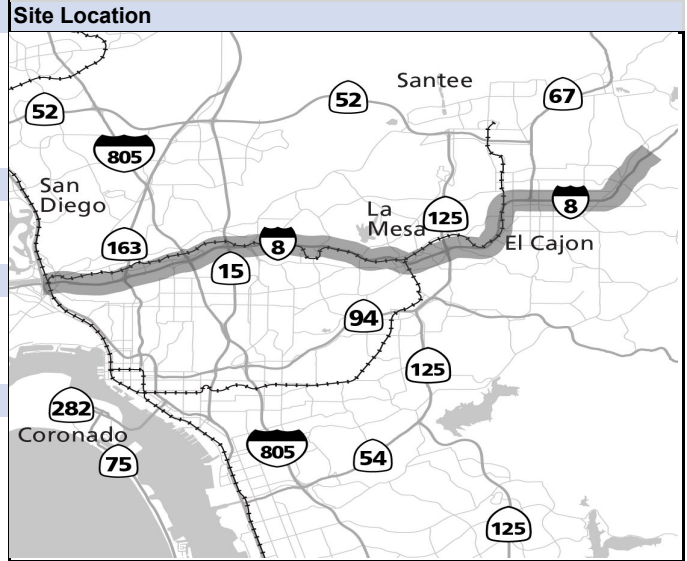 Site Location
Santee
52
52
67
805
San
Diego
La
Mesa
125
8
163
8
El Cajon
15
94
125
282
Coronado
75
805
54
125